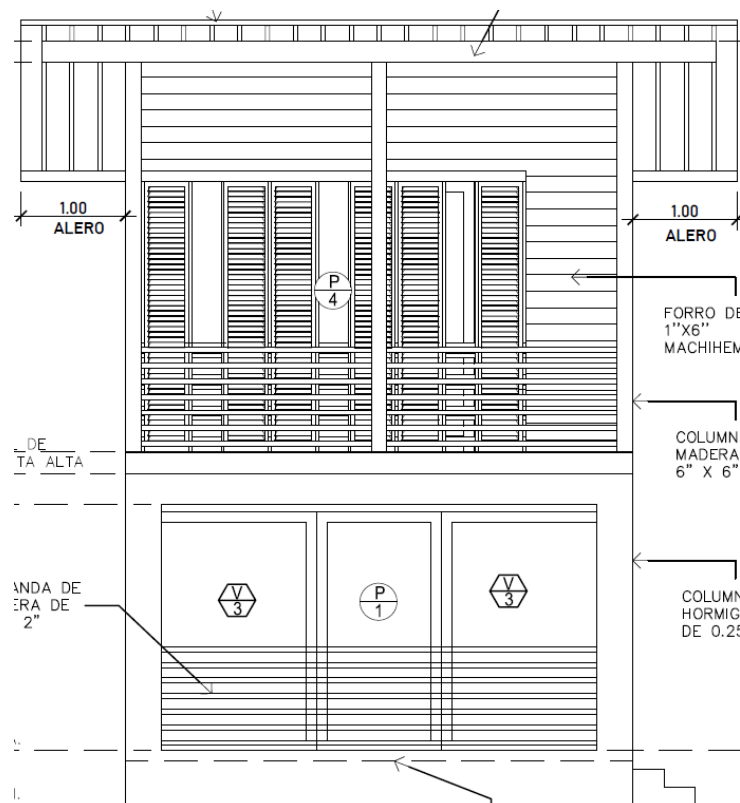 1.00
ALERO
1.00
ALERO
P
4
FORRO DE
1"X6"
MACHIHEM
DE
TA ALTA
COLUMN
MADERA
6" X 6"
V
3
P
1
V
3
ANDA DE
ERA DE
2"
COLUMN
HORMIG
DE 0.25